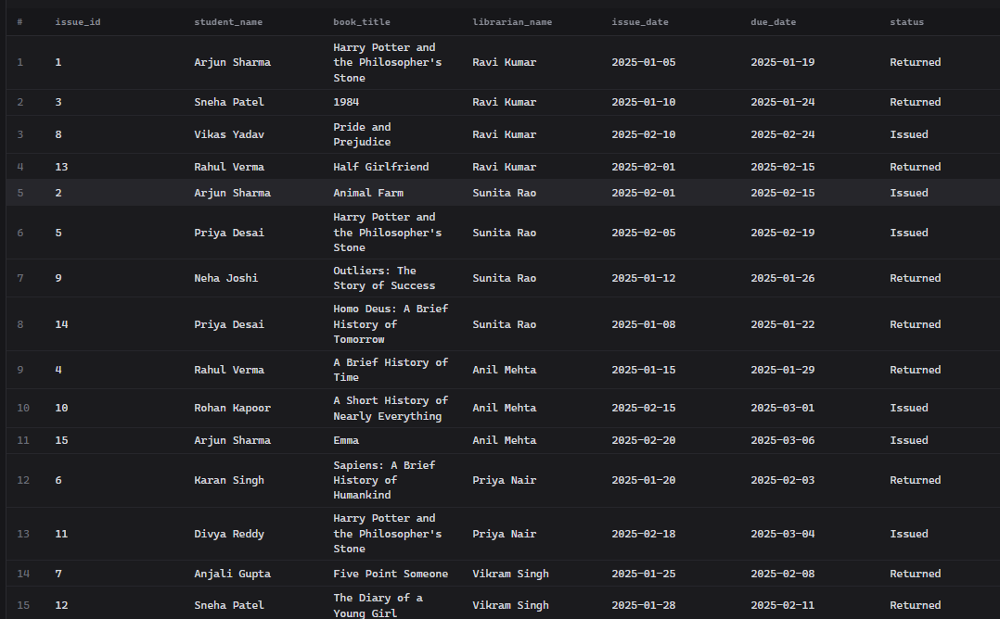 # issue_id student_name book_title librarian_name issue_date due_date status
1 1 Arjun Sharma Harry Potter and the Philosopher's Stone Ravi Kumar 2025-01-05 2025-01-19 Returned
2 3 Sneha Patel 1984 Ravi Kumar 2025-01-10 2025-01-24 Returned
3 8 Vikas Yadav Pride and Prejudice Ravi Kumar 2025-02-10 2025-02-24 Issued
4 13 Rahul Verma Half Girlfriend Ravi Kumar 2025-02-01 2025-02-15 Returned
5 2 Arjun Sharma Animal Farm Sunita Rao 2025-02-01 2025-02-15 Issued
6 5 Priya Desai Harry Potter and the Philosopher's Stone Sunita Rao 2025-02-05 2025-02-19 Issued
7 9 Neha Joshi Outliers: The Story of Success Sunita Rao 2025-01-12 2025-01-26 Returned
8 14 Priya Desai Homo Deus: A Brief History of Tomorrow Sunita Rao 2025-01-08 2025-01-22 Returned
9 4 Rahul Verma A Brief History of Time Anil Mehta 2025-01-15 2025-01-29 Returned
10 10 Rohan Kapoor A Short History of Nearly Everything Anil Mehta 2025-02-15 2025-03-01 Issued
11 15 Arjun Sharma Emma Anil Mehta 2025-02-20 2025-03-06 Issued
12 6 Karan Singh Sapiens: A Brief History of Humankind Priya Nair 2025-01-20 2025-02-03 Returned
13 11 Divya Reddy Harry Potter and the Philosopher's Stone Priya Nair 2025-02-18 2025-03-04 Issued
14 7 Anjali Gupta Five Point Someone Vikram Singh 2025-01-25 2025-02-08 Returned
15 12 Sneha Patel The Diary of a Young Girl Vikram Singh 2025-01-28 2025-02-11 Returned